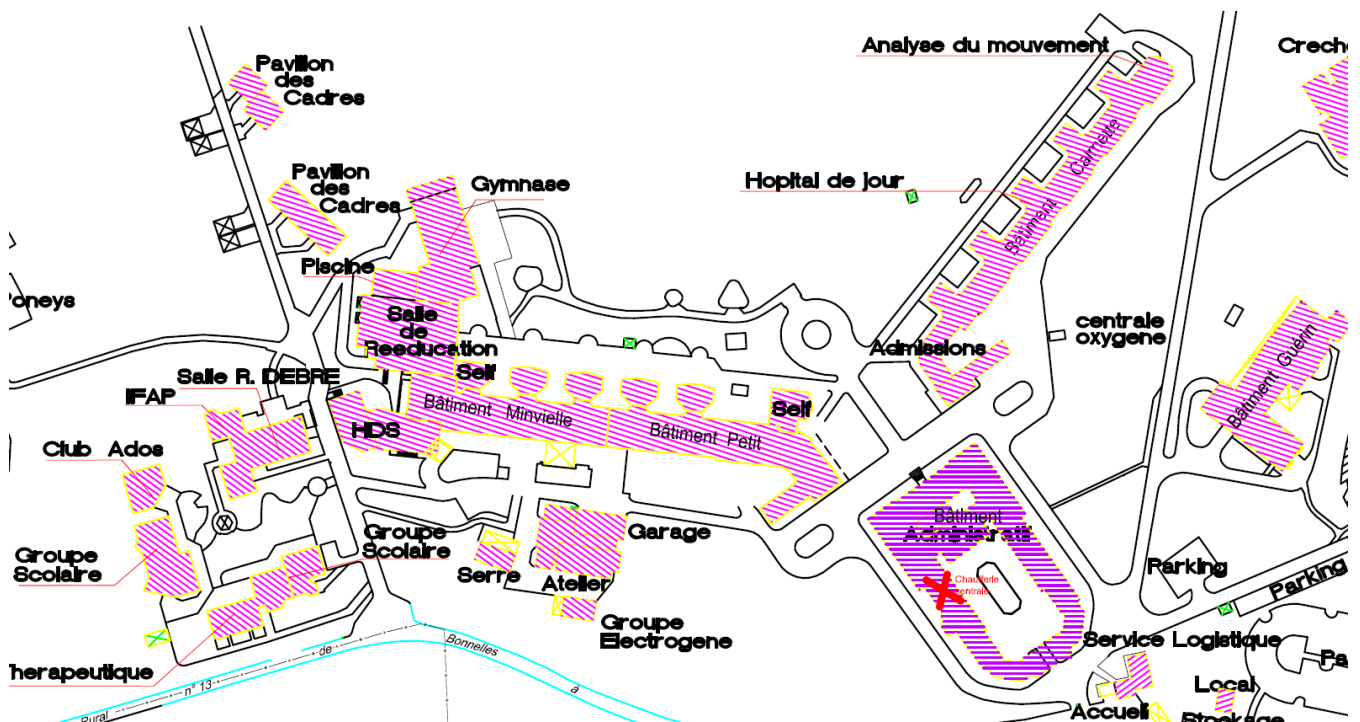 Analyse du mouvement
Pavillon
des
Cadres
Bâtiment Calmette
Pavillon
des
Cadres
Gymnase
Hopital de jour
Piscine
Poneys
Salle
de
Reeducation
centrale
oxygene
Admissions
Bâtiment Guérin
Salle R. DEBRE
Self
IFAP
Bâtiment Minvielle
Self
HDS
Bâtiment Petit
Club Ados
Bâtiment
Administratif
Groupe
Scolaire
Garage
Groupe
Scolaire
Serre
Atelier
Chaufferie
centrale
Parking
Parking
Groupe
Electrogene
Bonnelles
de
Service Logistique
Therapeutique
n° 13
à
Local
Stockage
Rural
Accueil